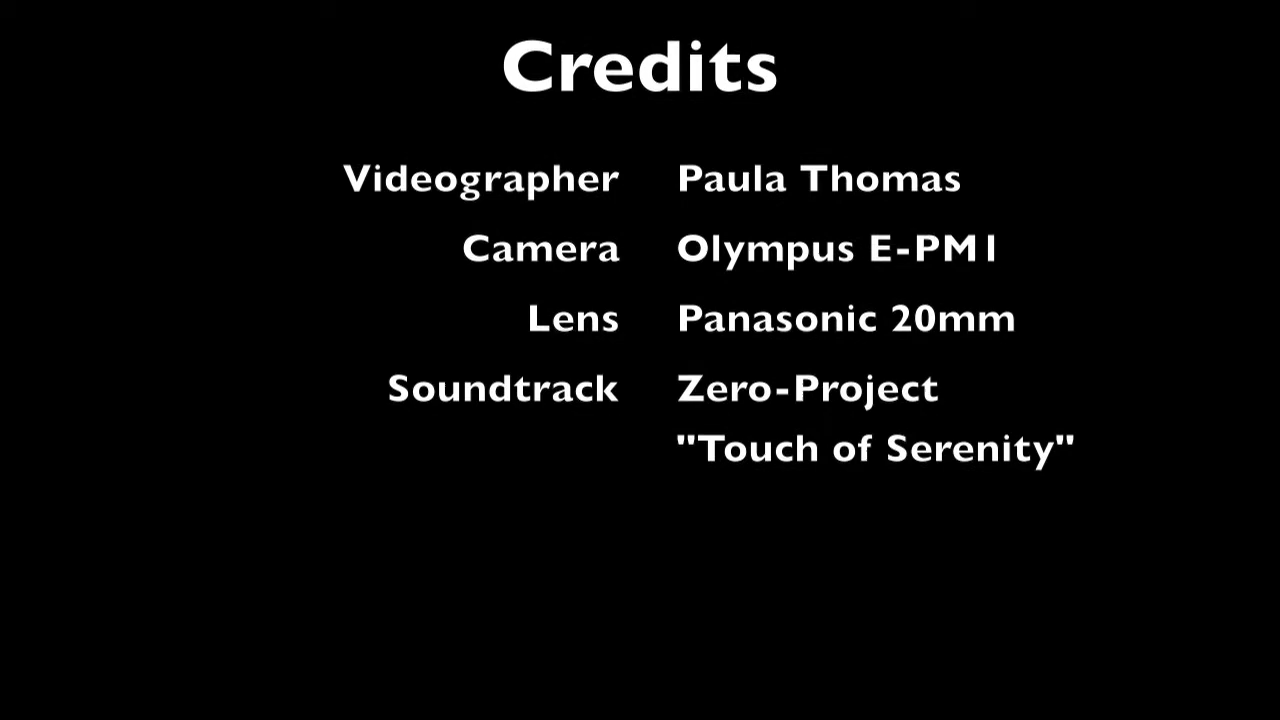 Credits
Videographer Paula Thomas
Camera Olympus E-PM1
Lens Panasonic 20mm
Soundtrack Zero-Project
"Touch of Serenity"